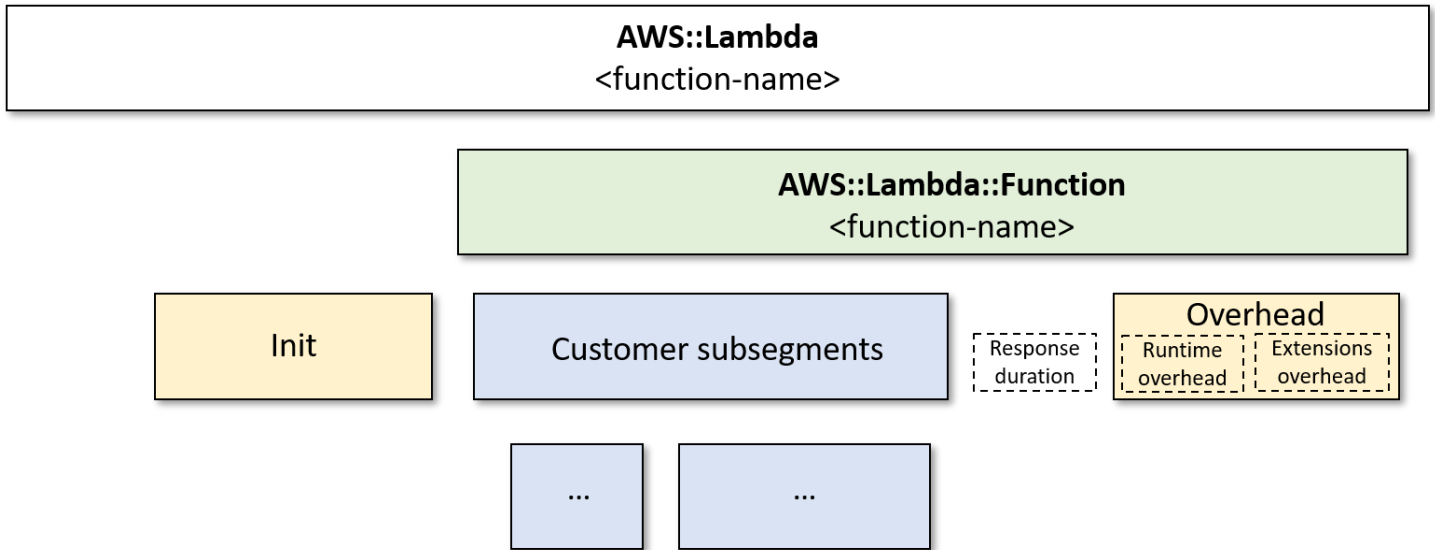 AWS::Lambda
<function-name>
AWS::Lambda::Function
<function-name>
Init
Customer subsegments
Response
duration
Overhead
Runtime
overhead
Extensions
overhead
...
...